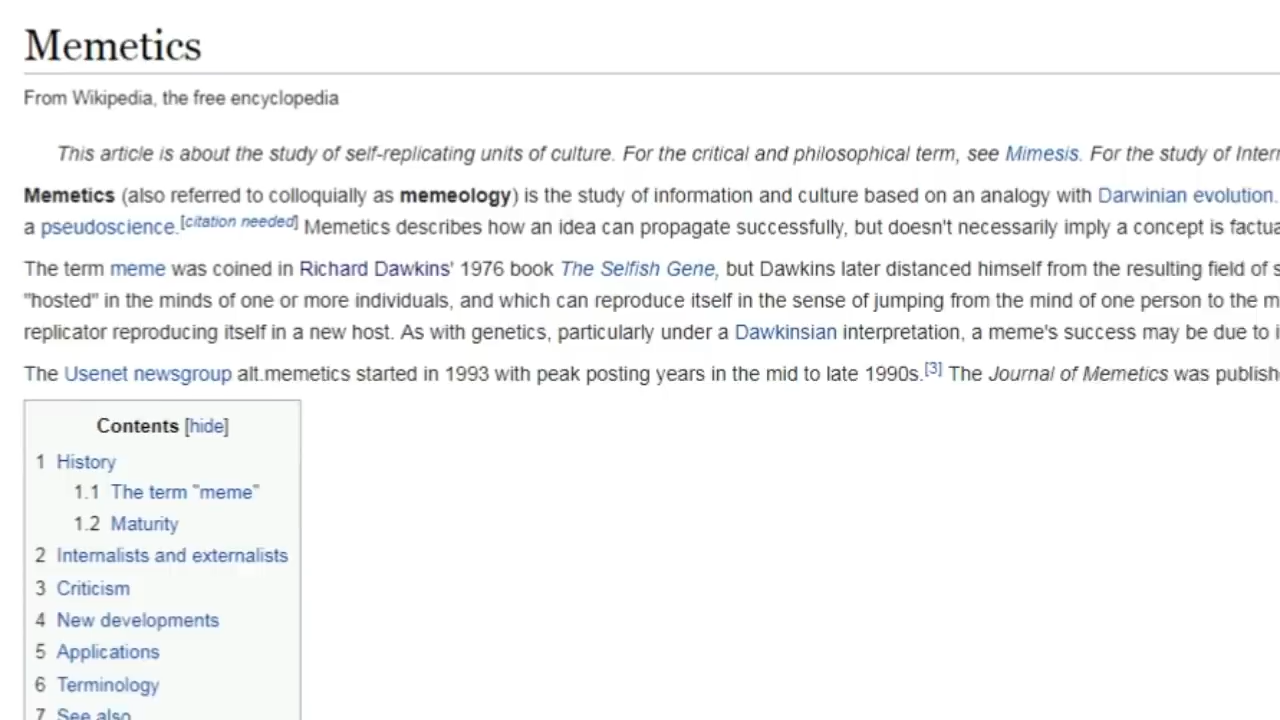 Memetics
From Wikipedia, the free encyclopedia
This article is about the study of self-replicating units of culture. For the critical and philosophical term, see Mimesis. For the study of
Memetics (also referred to colloquially as memeology) is the study of information and culture based on an analogy with Darwinian evolution.
a pseudoscience.[citation needed] Memetics describes how an idea can propagate successfully, but doesn't necessarily imply a concept is
The term meme was coined in Richard Dawkins' 1976 book The Selfish Gene, but Dawkins later distanced himself from the resulting field of
"hosted" in the minds of one or more individuals, and which can reproduce itself in the sense of jumping from the mind of one person to the
replicator reproducing itself in a new host. As with genetics, particularly under a Dawkinsian interpretation, a meme's success may be due to
The Usenet newsgroup alt.memetics started in 1993 with peak posting years in the mid to late 1990s.[3] The Journal of Memetics was
Contents [hide]
1 History
1.1 The term "meme"
1.2 Maturity
2 Internalists and externalists
3 Criticism
4 New developments
5 Applications
6 Terminology
7 See also